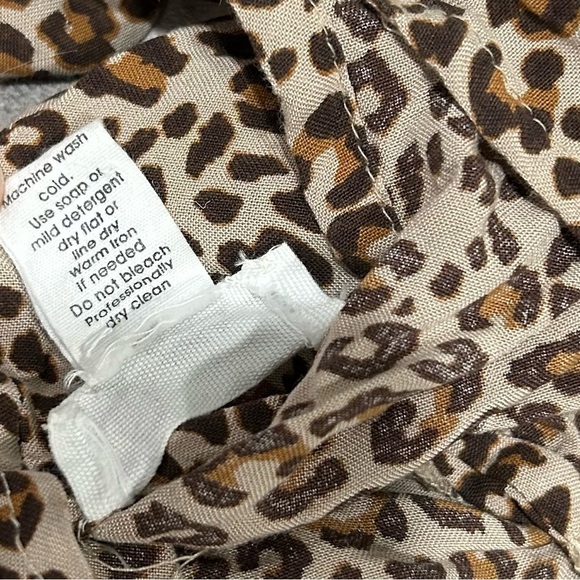 Machine wash
cold.
Use soap or
mild detergent
dry flat or
line dry
warm Iron
if needed
Do not bleach
Professionally
dry clean